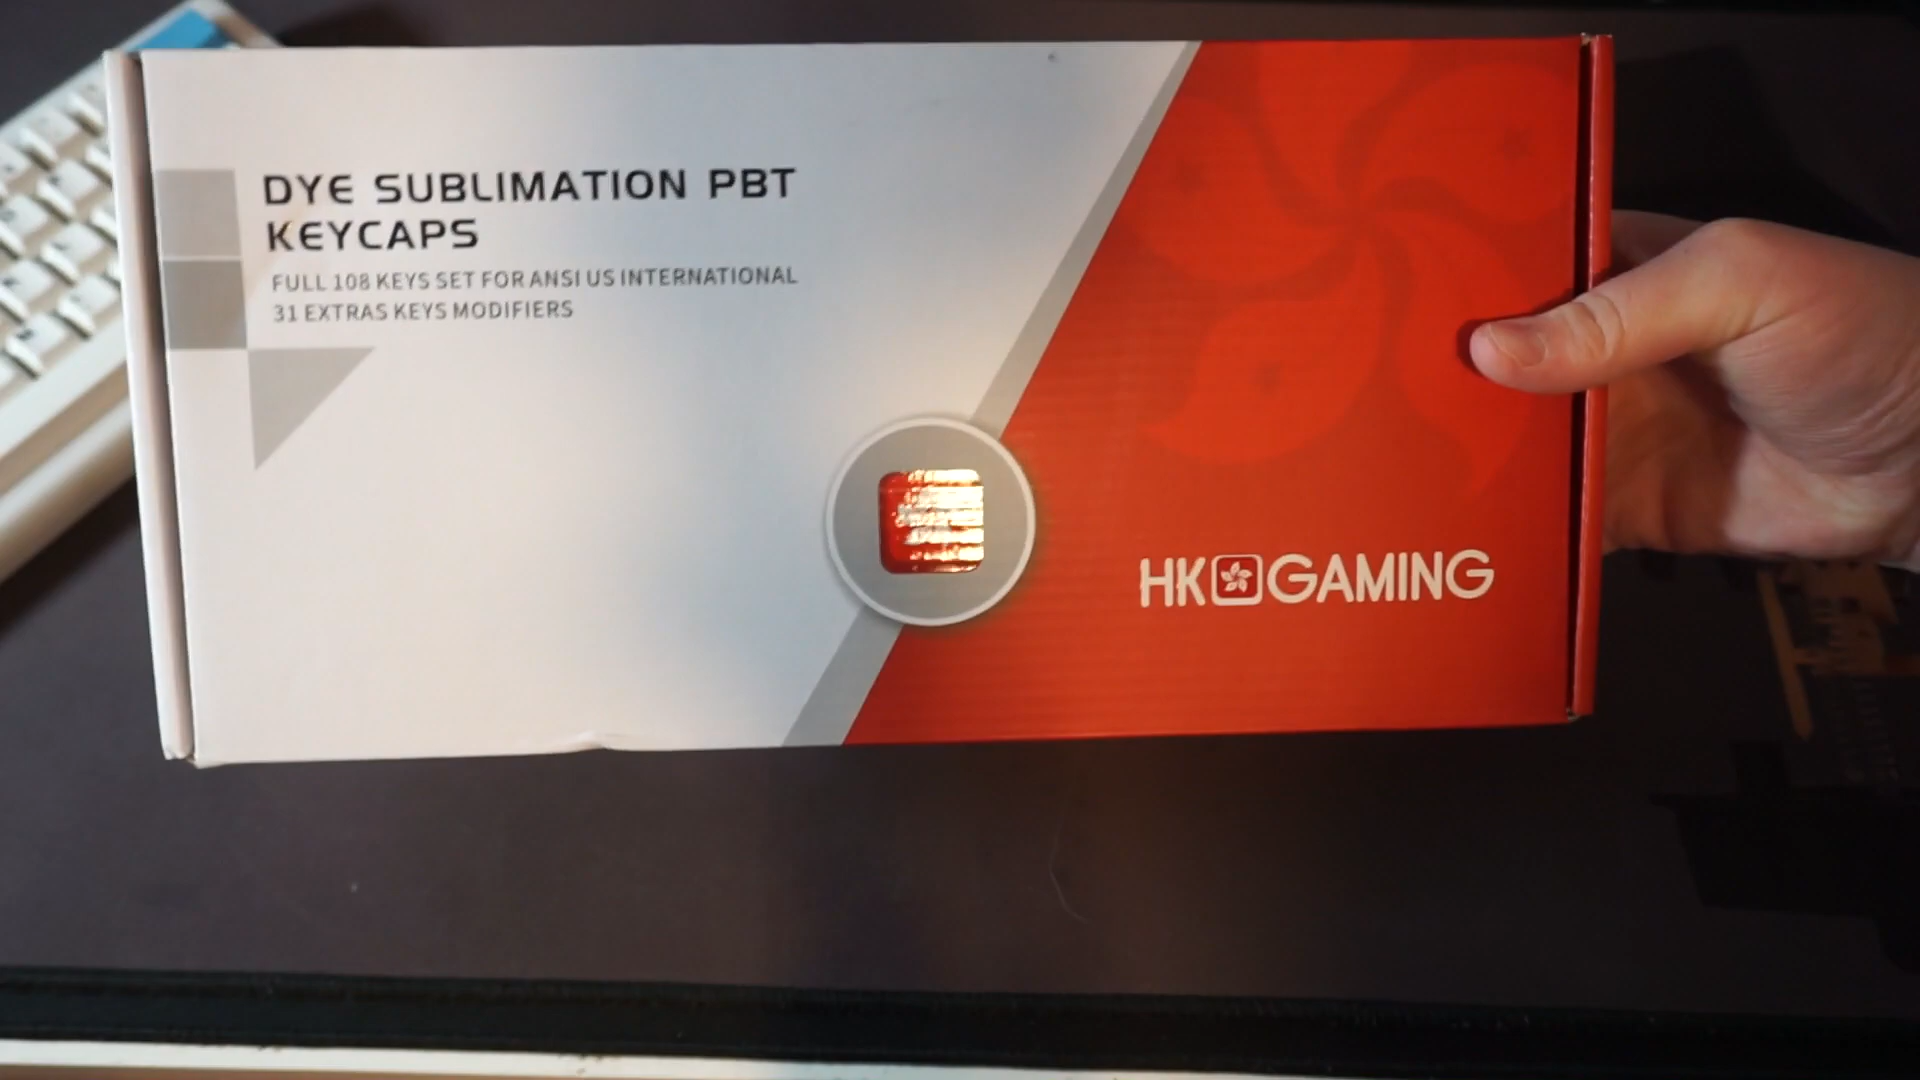 DYE SUBLIMATION PBT
KEYCAPS
FULL 108 KEYS SET FOR ANSI US INTERNATIONAL
31 EXTRAS KEYS MODIFIERS
HK GAMING